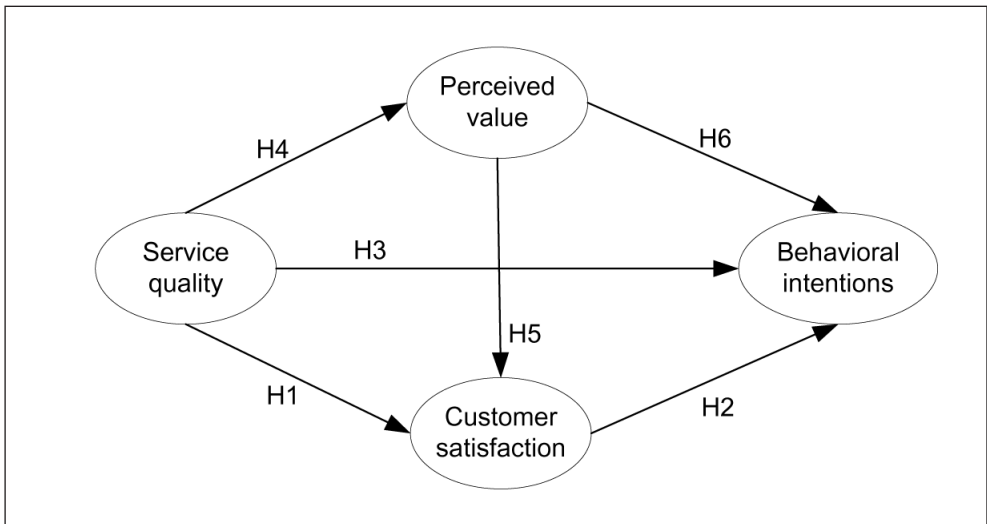 Perceived
value
H4
H6
Service
quality
H3
Behavioral
intentions
H5
H1
H2
Customer
satisfaction